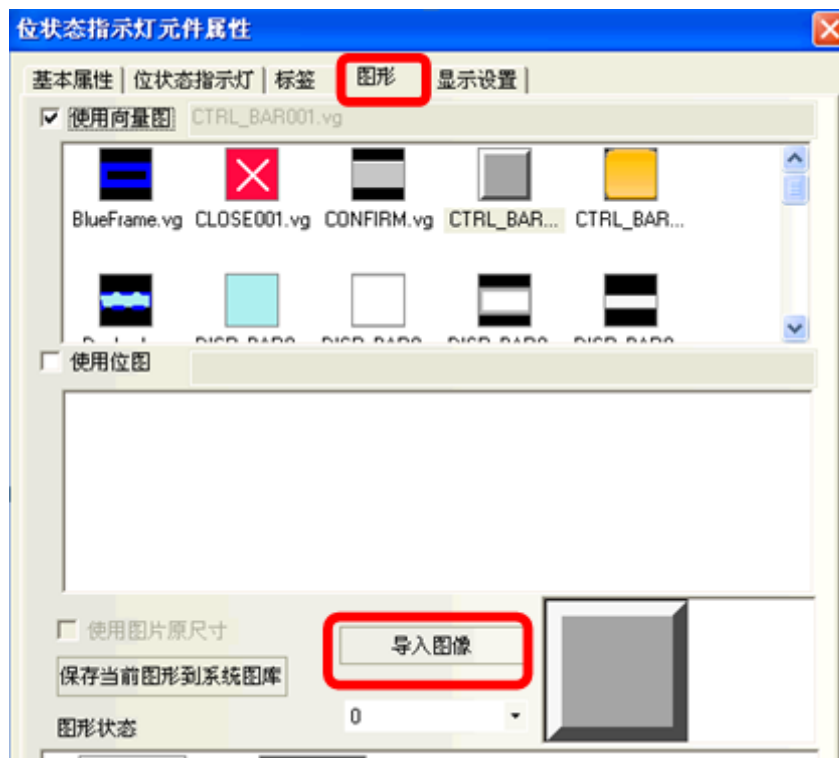 位状态指示灯元件属性
基本属性 位状态指示灯 标签 图形 显示设置
使用向量图 CTRL_BAR001.vg
BlueFrame.vg CLOSE001.vg CONFIRM.vg CTRL_BAR... CTRL_BAR...
使用位图
使用图片原尺寸
导入图像
保存当前图形到系统图库
0
图形状态